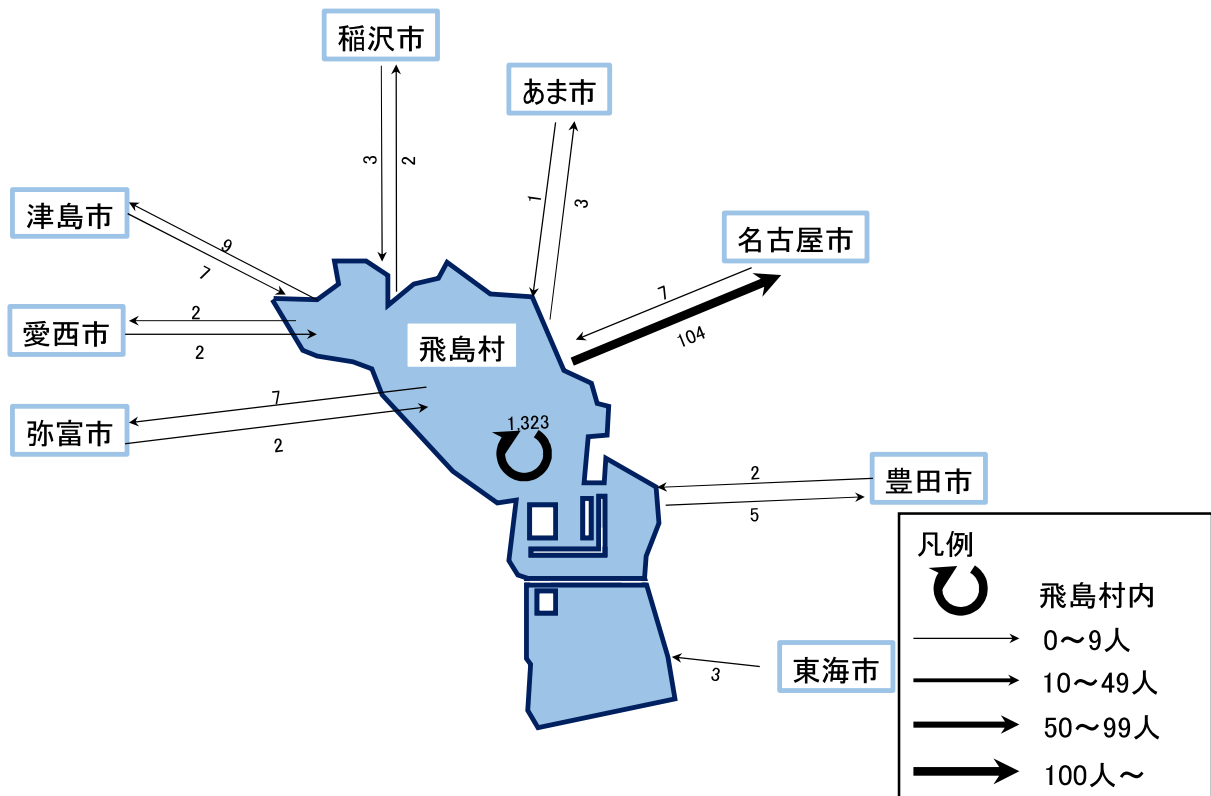 稲沢市
あま市
3
2
1
3
津島市
名古屋市
9
7
7
104
愛西市
2
2
飛島村
弥富市
7
2
1,323
豊田市
2
5
東海市
3
凡例
飛島村内
0～9人
10～49人
50～99人
100人～